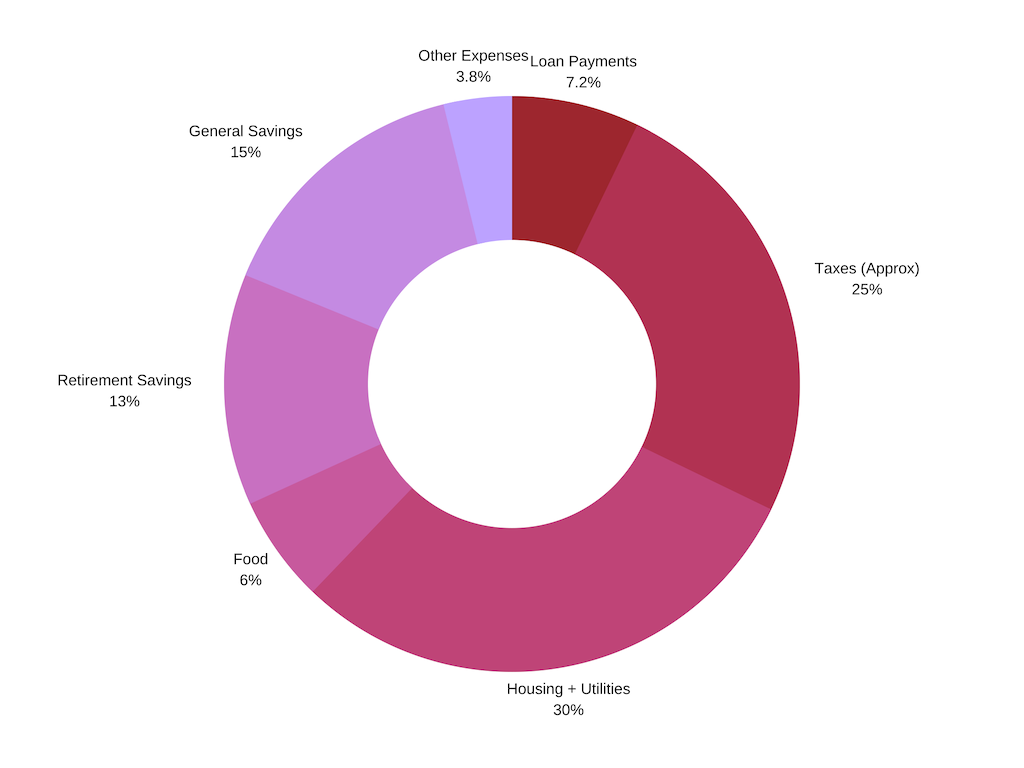 Other Expenses
3.8%
Loan Payments
7.2%
General Savings
15%
Taxes (Approx)
25%
Retirement Savings
13%
Food
6%
Housing + Utilities
30%